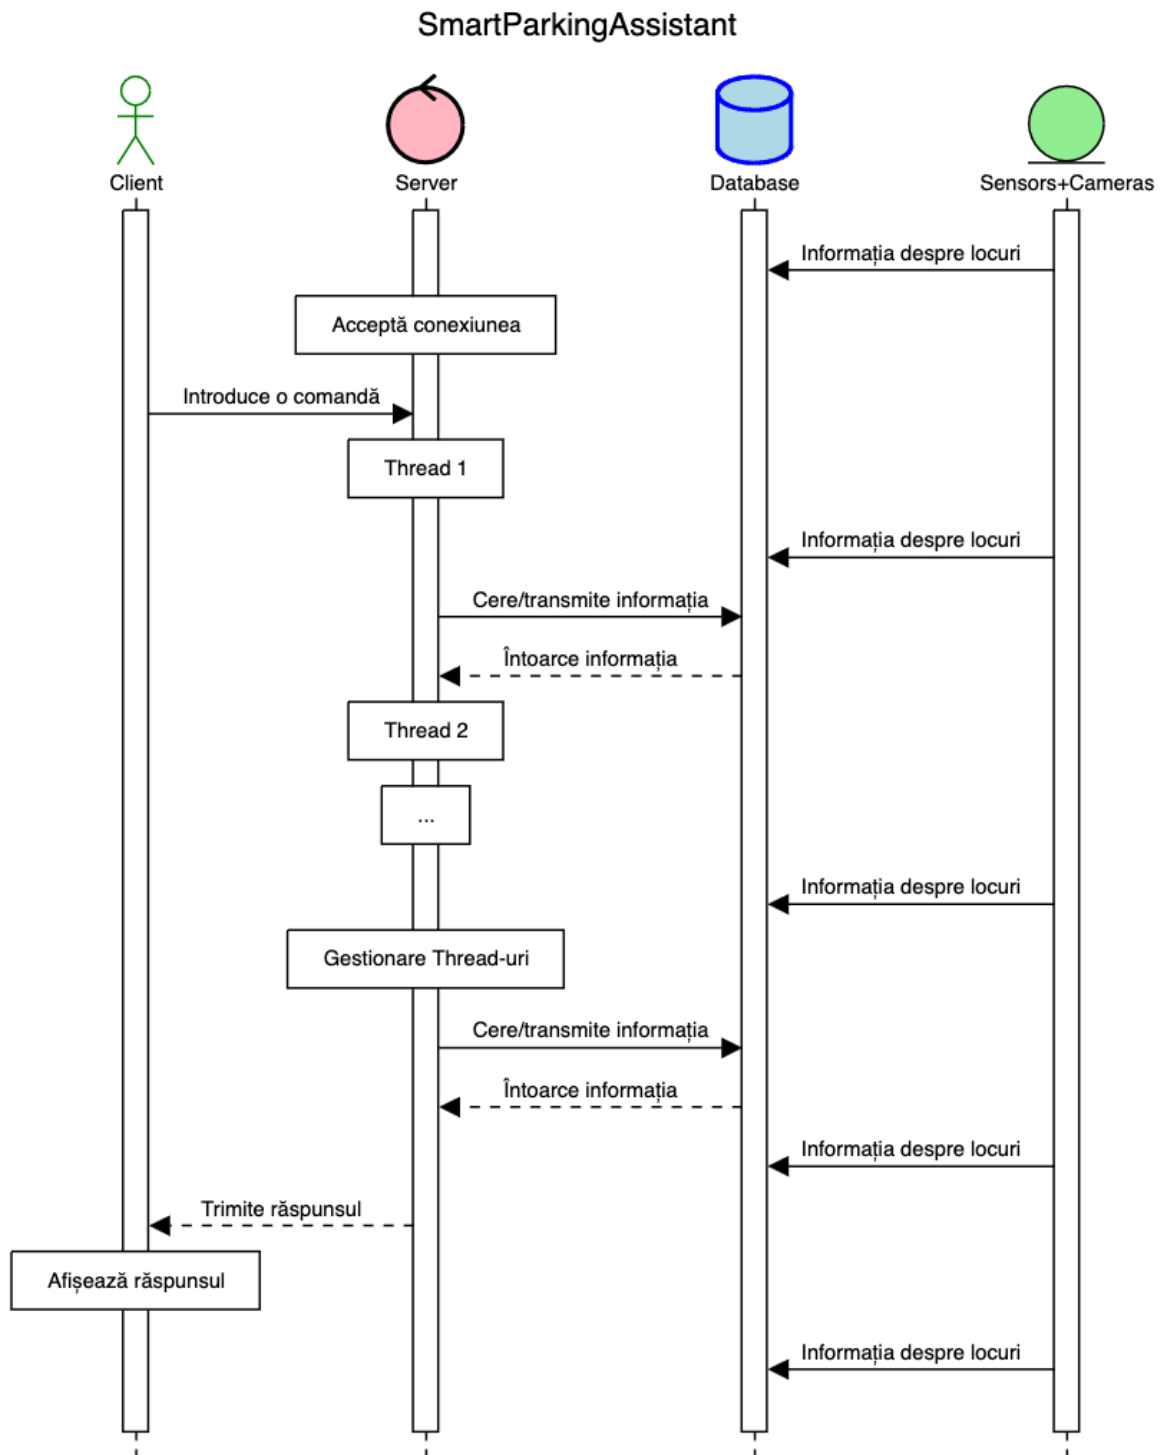 SmartParkingAssistant
Client
Server
Database
Sensors+Cameras
Informația despre locuri
Acceptă conexiunea
Introduce o comandă
Thread 1
Informația despre locuri
Cere/transmite informația
Întoarce informația
Thread 2
...
Informația despre locuri
Gestionare Thread-uri
Cere/transmite informația
Întoarce informația
Informația despre locuri
Trimite răspunsul
Afișează răspunsul
Informația despre locuri